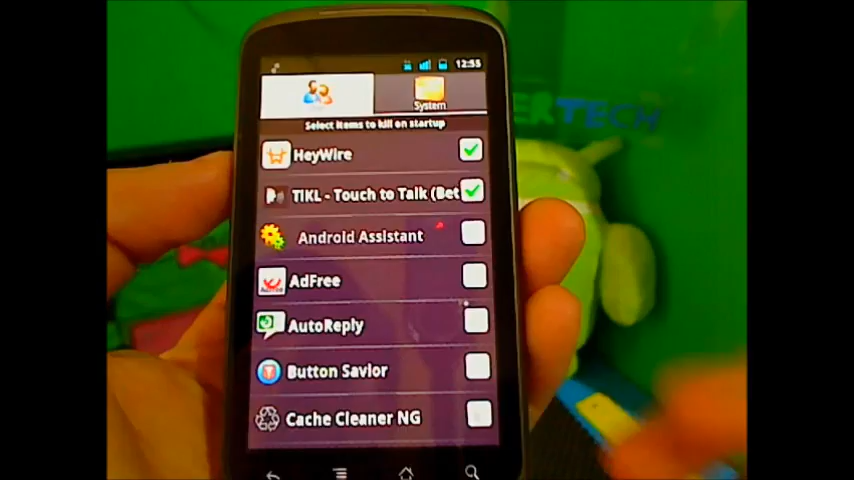 12:55
System
Select items to kill on startup
HeyWire
TiKL - Touch to Talk (Bet
Android Assistant
AdFree
AutoReply
Button Savior
Cache Cleaner NG
ERTECH